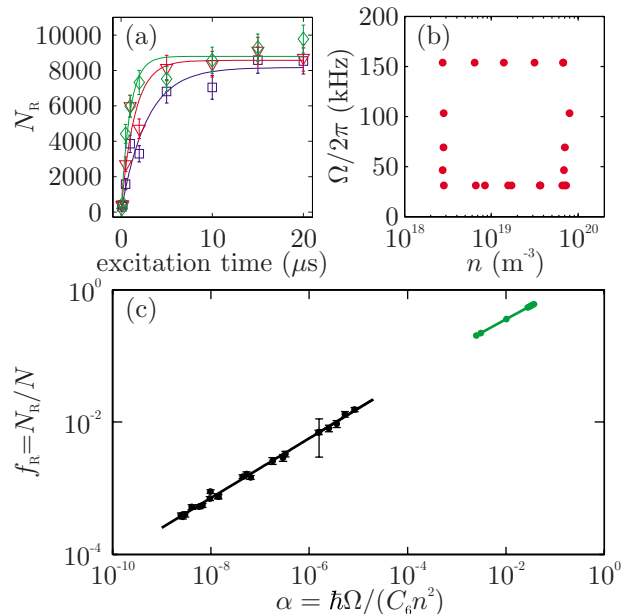 (a)
N_R
10000
8000
6000
4000
2000
0
0 10 20
excitation time (μs)
(b)
Ω/2π (kHz)
200
150
100
50
0
10^18 10^19 10^20
n (m^-3)
(c)
f_R=N_R/N
10^0
10^-2
10^-4
10^-10 10^-8 10^-6 10^-4 10^-2 10^0
α = ℏΩ/(C_6n^2)